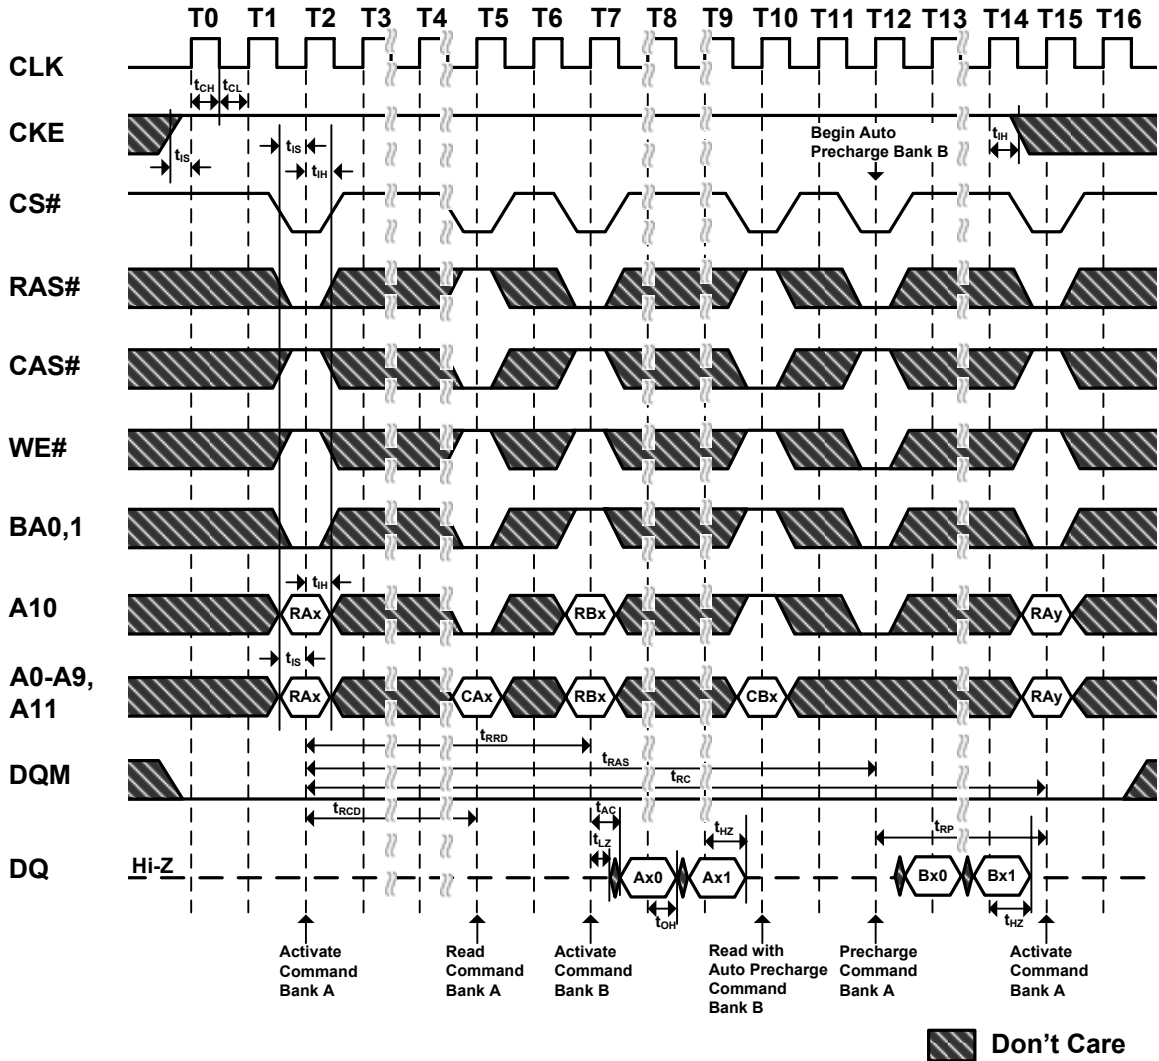 T0 T1 T2 T3 T4 T5 T6 T7 T8 T9 T10 T11 T12 T13 T14 T15 T16
CLK
tCH tCL
CKE
tIS
tIS
tIH
Begin Auto
Precharge Bank B
tIH
CS#
RAS#
CAS#
WE#
BA0,1
tIH
A10
RAx
RBx
RAy
tIS
A0-A9,
A11
RAx
CAx
RBx
CBx
RAy
tRRD
tRAS
tRC
DQM
tRCD
tAC
tLZ
tHZ
tRP
DQ
Hi-Z
Ax0
Ax1
Bx0
Bx1
tOH
tHZ
Activate
Command
Bank A
Read
Command
Bank A
Activate
Command
Bank B
Read with
Auto Precharge
Command
Bank B
Precharge
Command
Bank A
Activate
Command
Bank A
Don't Care